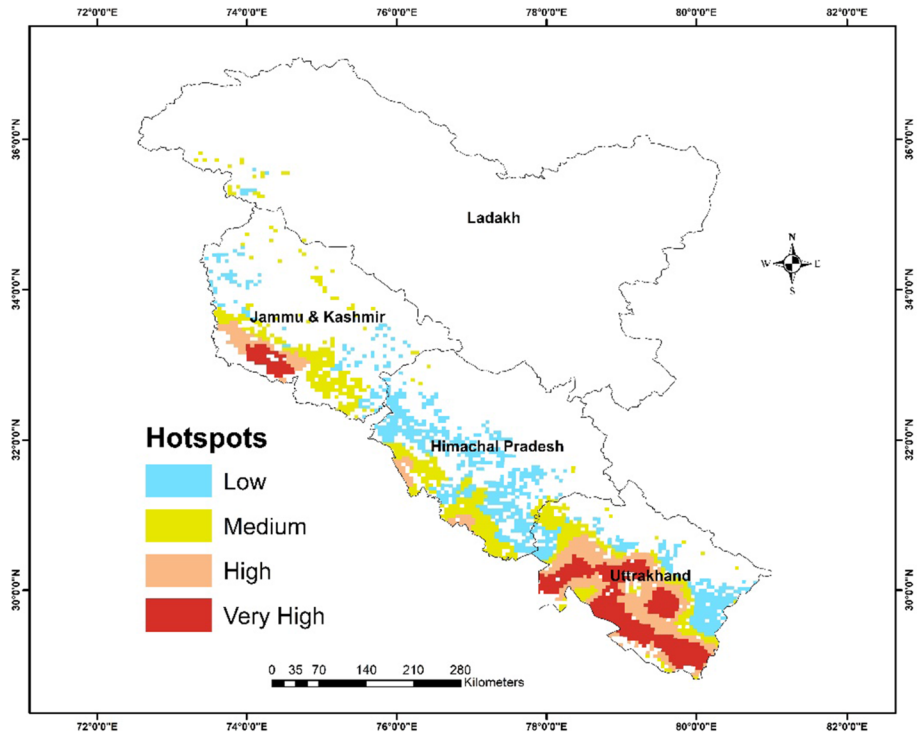 72°0'0"E 74°0'0"E 76°0'0"E 78°0'0"E 80°0'0"E 82°0'0"E
36°0'0"N 36°0'0"N
Ladakh
N
W E
S
34°0'0"N 34°0'0"N
Jammu & Kashmir
32°0'0"N 32°0'0"N
Hotspots
Himachal Pradesh
Low
Medium
High
Very High
Uttrakhand
30°0'0"N 30°0'0"N
0 35 70 140 210 280
Kilometers
72°0'0"E 74°0'0"E 76°0'0"E 78°0'0"E 80°0'0"E 82°0'0"E